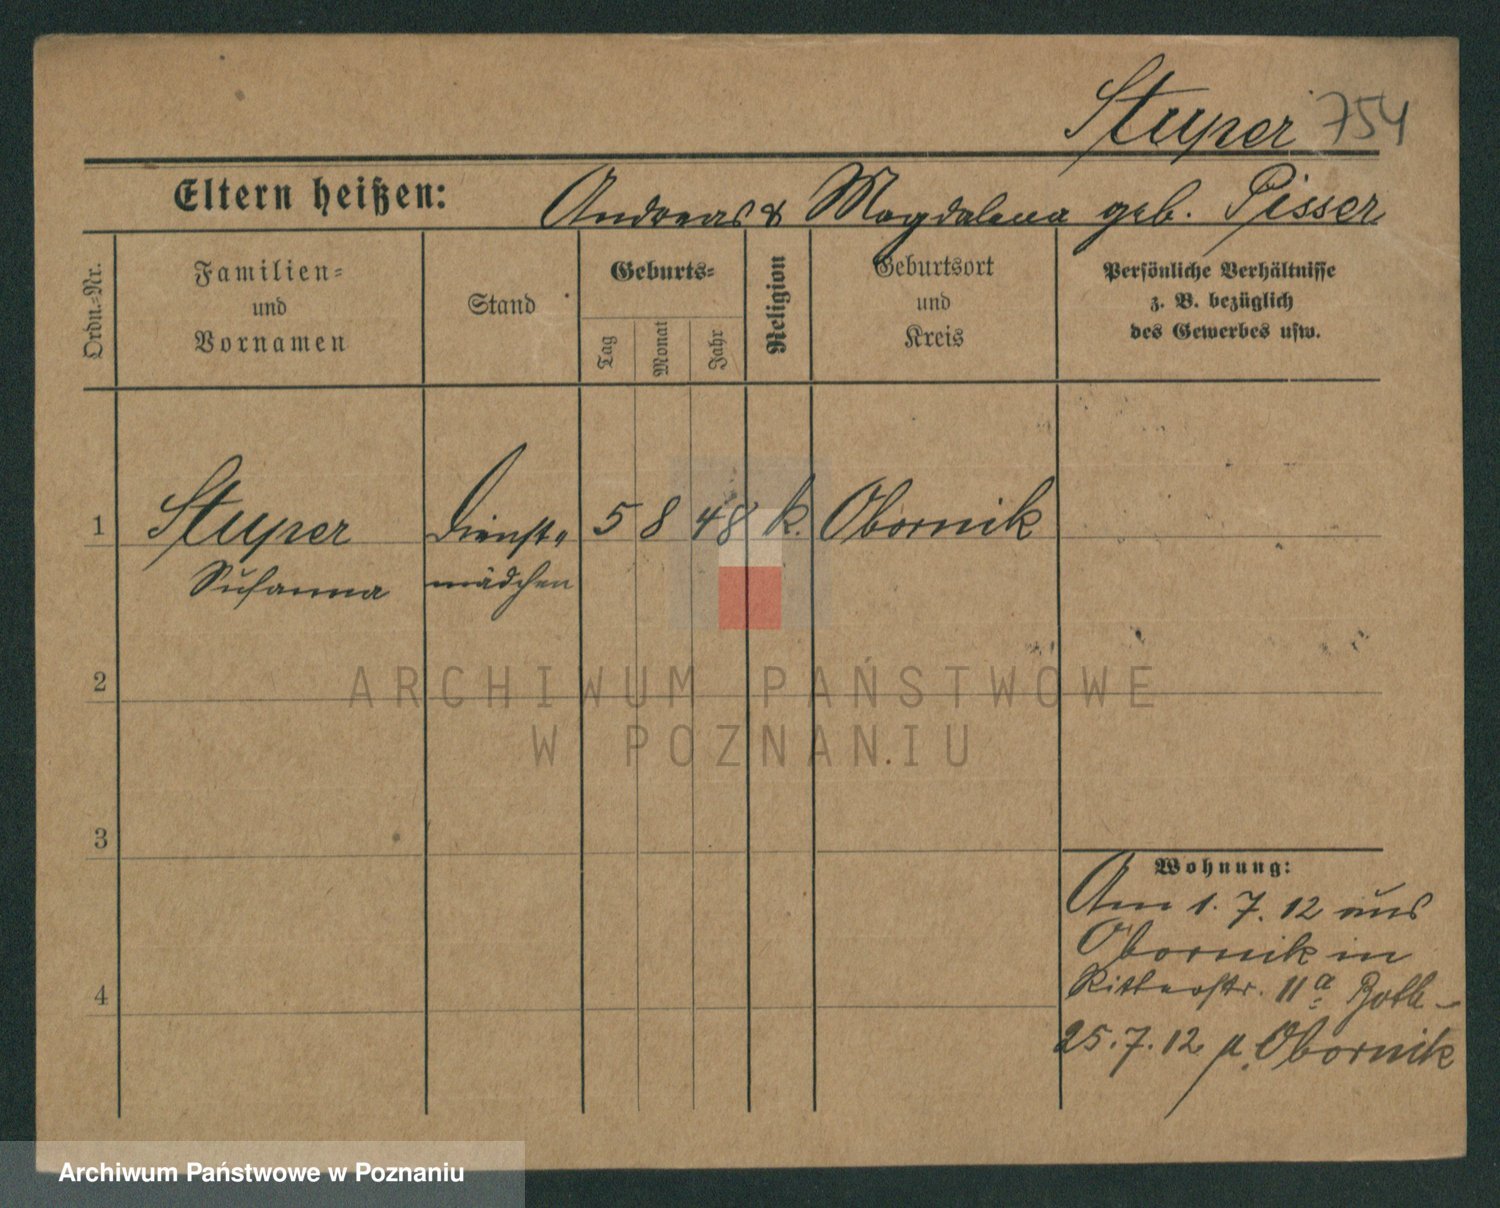 Stuper 754
Eltern heißen: Andreas & Magdalena geb. Pisser
Ordn.=Nr.
Familien=
und
Vornamen
Stand
Geburts=
Tag
Monat
Jahr
Religion
Geburtsort
und
Kreis
Persönliche Verhältnisse
z. B. bezüglich
des Gewerbes usw.
1 Stuper Dienst= 5 8 48 k. Obornik
Susanna mädchen
2
3
4
Wohnung:
Am 1. 7. 12 aus
Obornik in
Ritterstr. 11a
25. 7. 12 n. Obornik
ARCHIWUM PAŃSTWOWE
W POZNANIU
Archiwum Państwowe w Poznaniu